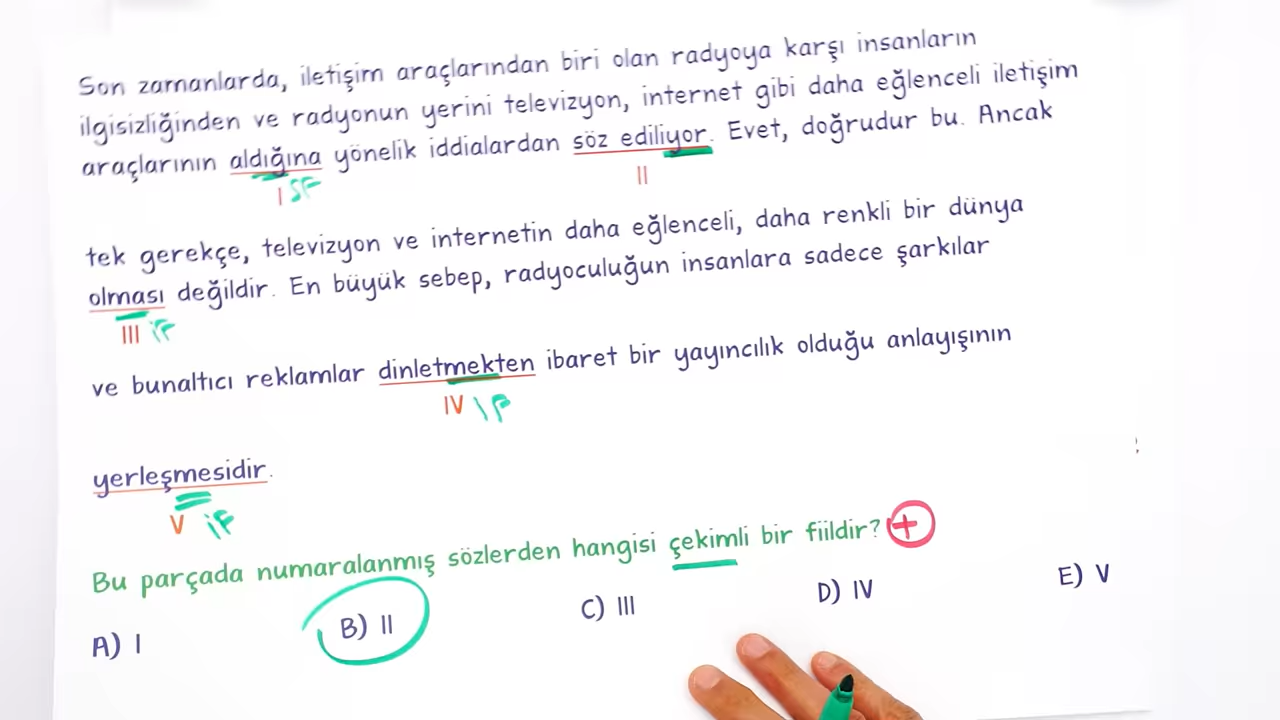 Son zamanlarda, iletişim araçlarından biri olan radyoya karşı insanların
ilgisizliğinden ve radyonun yerini televizyon, internet gibi daha eğlenceli iletişim
araçlarının aldığına yönelik iddialardan söz ediliyor. Evet, doğrudur bu. Ancak
I SF II
tek gerekçe, televizyon ve internetin daha eğlenceli, daha renkli bir dünya
olması değildir. En büyük sebep, radyoculuğun insanlara sadece şarkılar
III iF
ve bunaltıcı reklamlar dinletmekten ibaret bir yayıncılık olduğu anlayışının
IV iF
yerleşmesidir.
V iF
Bu parçada numaralanmış sözlerden hangisi çekimli bir fiildir? +
A) I B) II C) III D) IV E) V